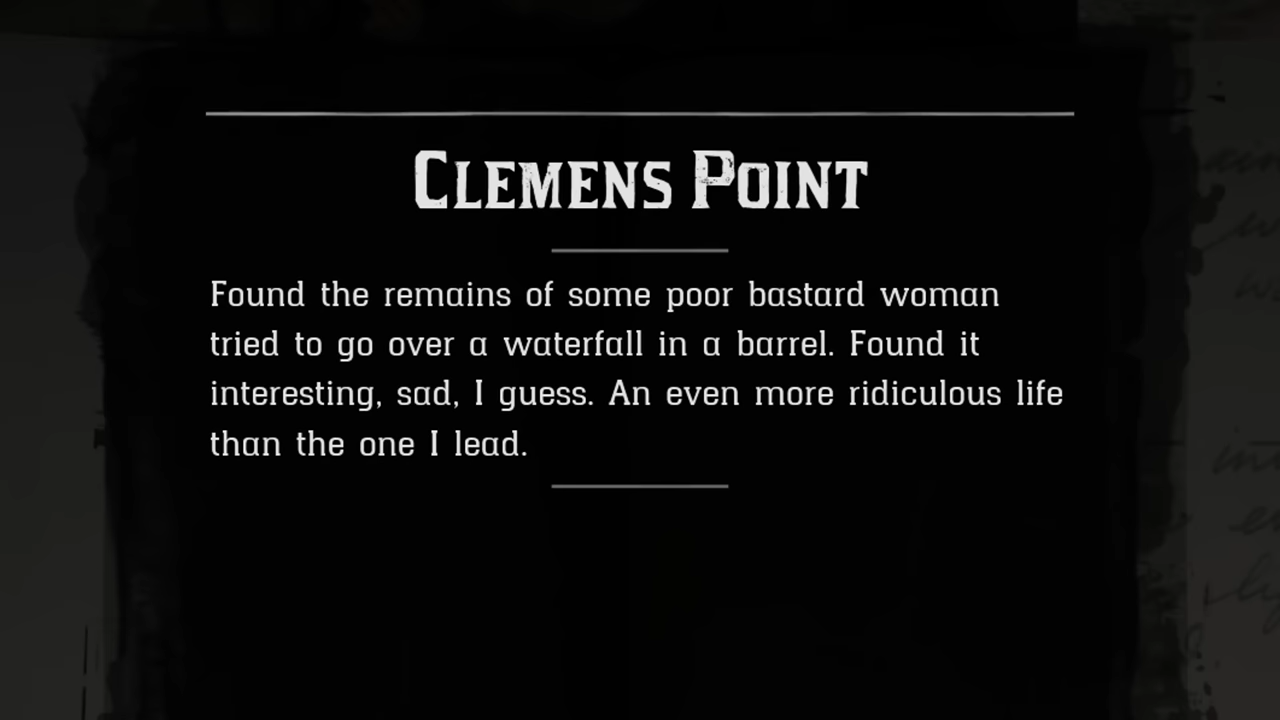 Clemens Point
Found the remains of some poor bastard woman
tried to go over a waterfall in a barrel. Found it
interesting, sad, I guess. An even more ridiculous life
than the one I lead.